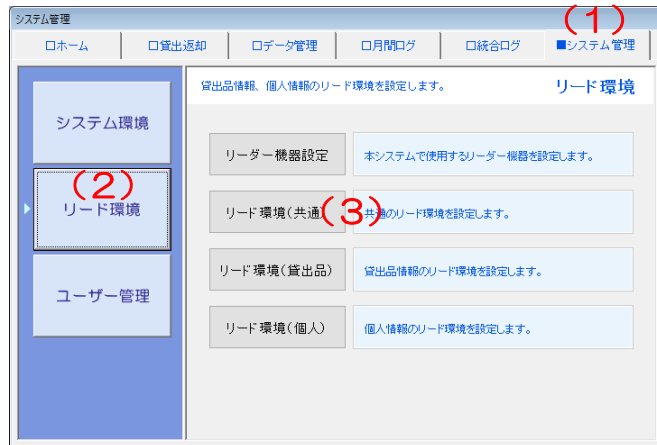 システム管理
(1)
□ホーム
□貸出返却
□データ管理
□月間ログ
□統合ログ
■システム管理
貸出品情報、個人情報のリード環境を設定します。
リード環境
システム環境
(2)
リード環境
ユーザー管理
リーダー機器設定
本システムで使用するリーダー機器を設定します。
リード環境(共通)
(3)
共通のリード環境を設定します。
リード環境(貸出品)
貸出品情報のリード環境を設定します。
リード環境(個人)
個人情報のリード環境を設定します。